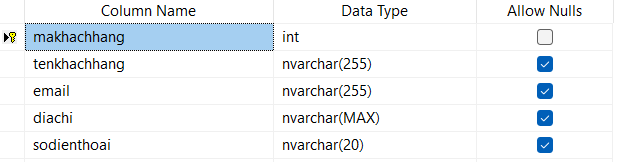 Column Name Data Type Allow Nulls
makhachhang int
tenkhachhang nvarchar(255)
email nvarchar(255)
diachi nvarchar(MAX)
sodienthoai nvarchar(20)